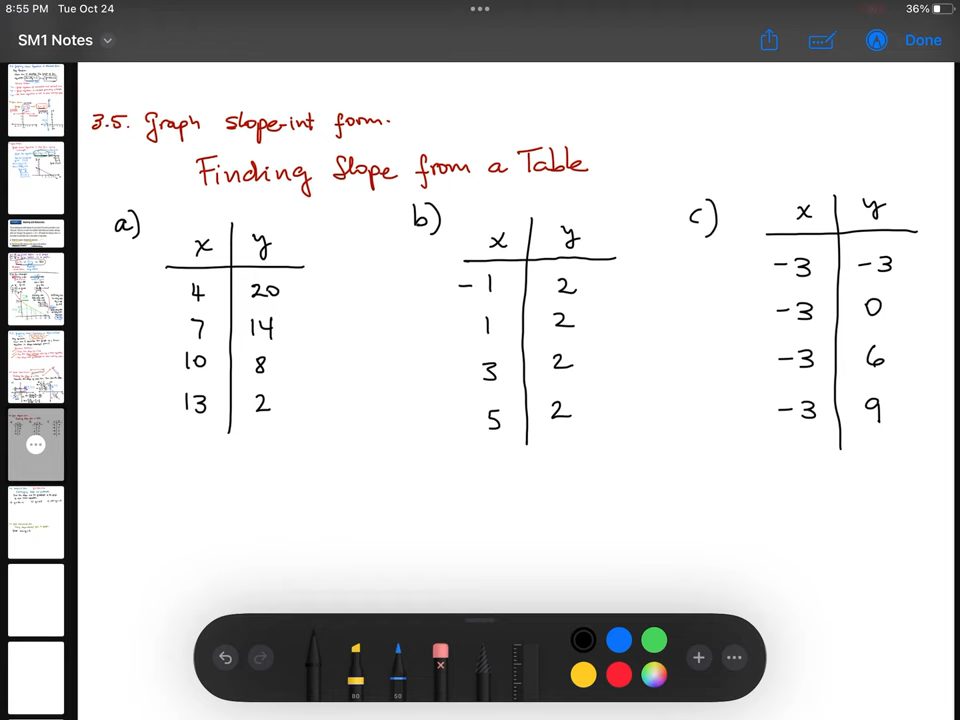 8:55 PM Tue Oct 24
36%
SM1 Notes
Done
3.5. Graph slope-int form.
Finding Slope from a Table
a)
x y
4 20
7 14
10 8
13 2
b)
x y
-1 2
1 2
3 2
5 2
c)
x y
-3 -3
-3 0
-3 6
-3 9
80
50